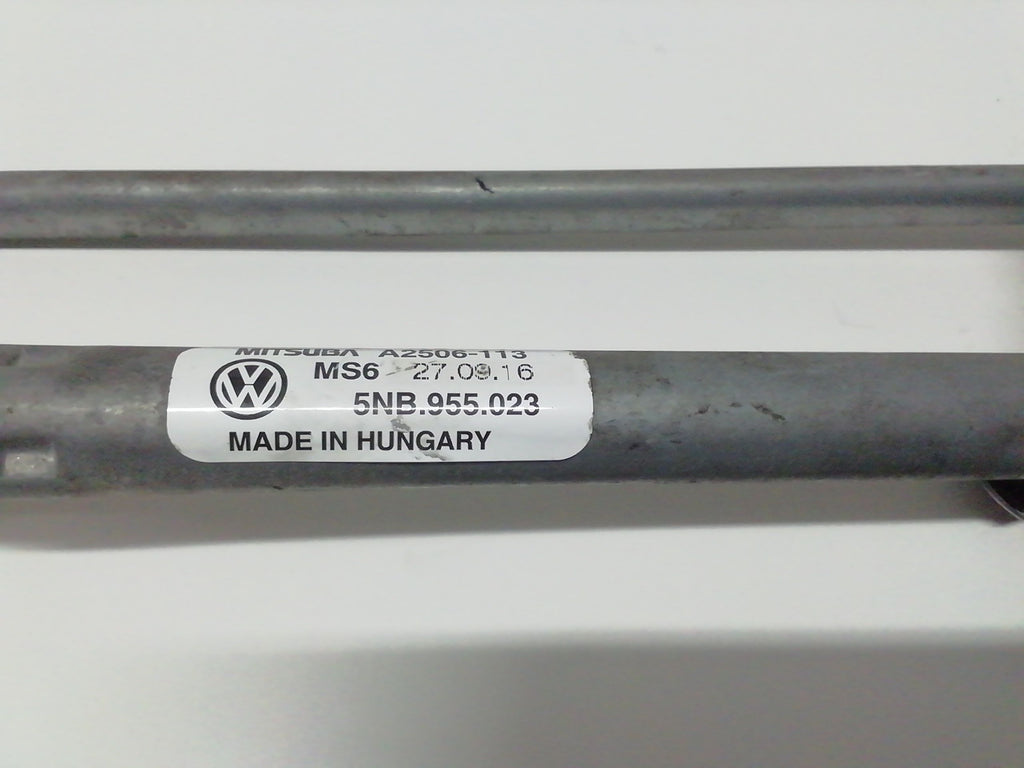 MITSUBA A2506-113
MS6 27.09.16
5NB.955.023
MADE IN HUNGARY